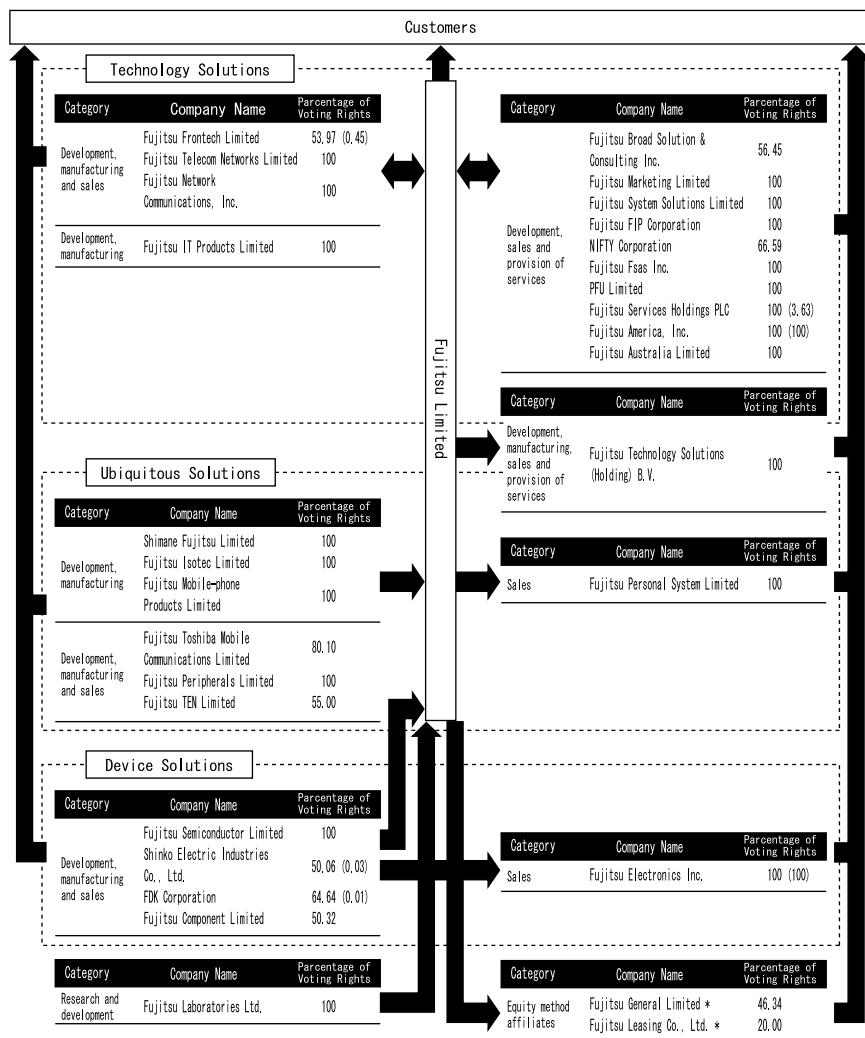 Customers
Technology Solutions
Category Company Name Parcentage of Voting Rights
Development, manufacturing and sales
Fujitsu Frontech Limited 53.97 (0.45)
Fujitsu Telecom Networks Limited 100
Fujitsu Network
Communications, Inc. 100
Development, manufacturing
Fujitsu IT Products Limited 100
Category Company Name Parcentage of Voting Rights
Development, sales and provision of services
Fujitsu Broad Solution &
Consulting Inc. 56.45
Fujitsu Marketing Limited 100
Fujitsu System Solutions Limited 100
Fujitsu FIP Corporation 100
NIFTY Corporation 66.59
Fujitsu Fsas Inc. 100
PFU Limited 100
Fujitsu Services Holdings PLC 100 (3.63)
Fujitsu America, Inc. 100 (100)
Fujitsu Australia Limited 100
Fujitsu Limited
Category Company Name Parcentage of Voting Rights
Development, manufacturing, sales and provision of services
Fujitsu Technology Solutions
(Holding) B.V. 100
Ubiquitous Solutions
Category Company Name Parcentage of Voting Rights
Development, manufacturing
Shimane Fujitsu Limited 100
Fujitsu Isotec Limited 100
Fujitsu Mobile-phone
Products Limited 100
Development, manufacturing and sales
Fujitsu Toshiba Mobile
Communications Limited 80.10
Fujitsu Peripherals Limited 100
Fujitsu TEN Limited 55.00
Category Company Name Parcentage of Voting Rights
Sales Fujitsu Personal System Limited 100
Device Solutions
Category Company Name Parcentage of Voting Rights
Development, manufacturing and sales
Fujitsu Semiconductor Limited 100
Shinko Electric Industries
Co., Ltd. 50.06 (0.03)
FDK Corporation 64.64 (0.01)
Fujitsu Component Limited 50.32
Category Company Name Parcentage of Voting Rights
Sales Fujitsu Electronics Inc. 100 (100)
Category Company Name Parcentage of Voting Rights
Research and development
Fujitsu Laboratories Ltd. 100
Category Company Name Parcentage of Voting Rights
Equity method affiliates
Fujitsu General Limited * 46.34
Fujitsu Leasing Co., Ltd. * 20.00